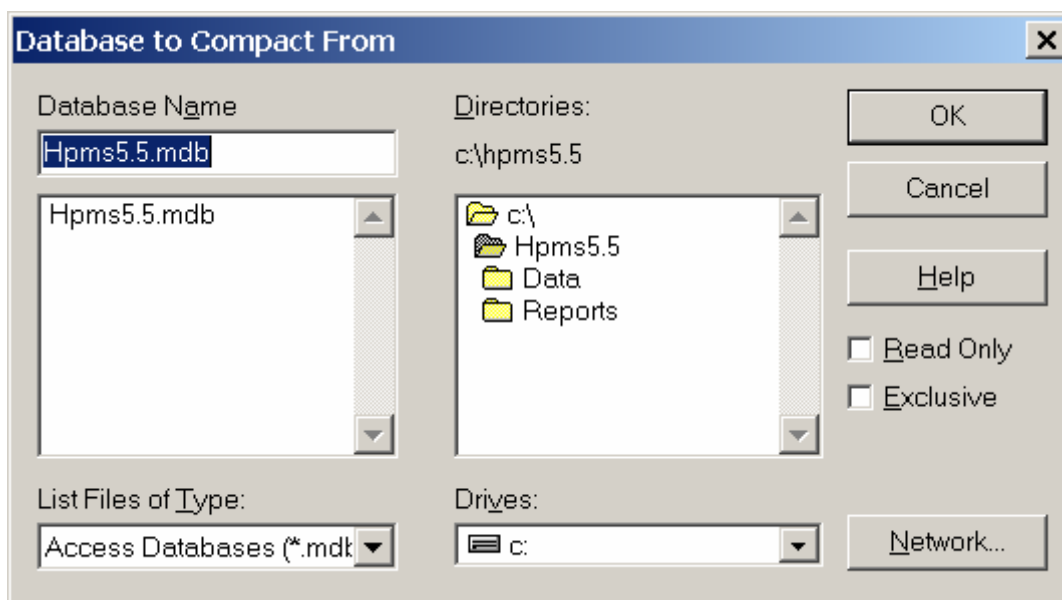 Database to Compact From
Database Name
Hpms5.5.mdb
Hpms5.5.mdb
List Files of Type:
Access Databases (*.mdb
Directories:
c:\hpms5.5
c:\
Hpms5.5
Data
Reports
Drives:
c:
OK
Cancel
Help
Read Only
Exclusive
Network...